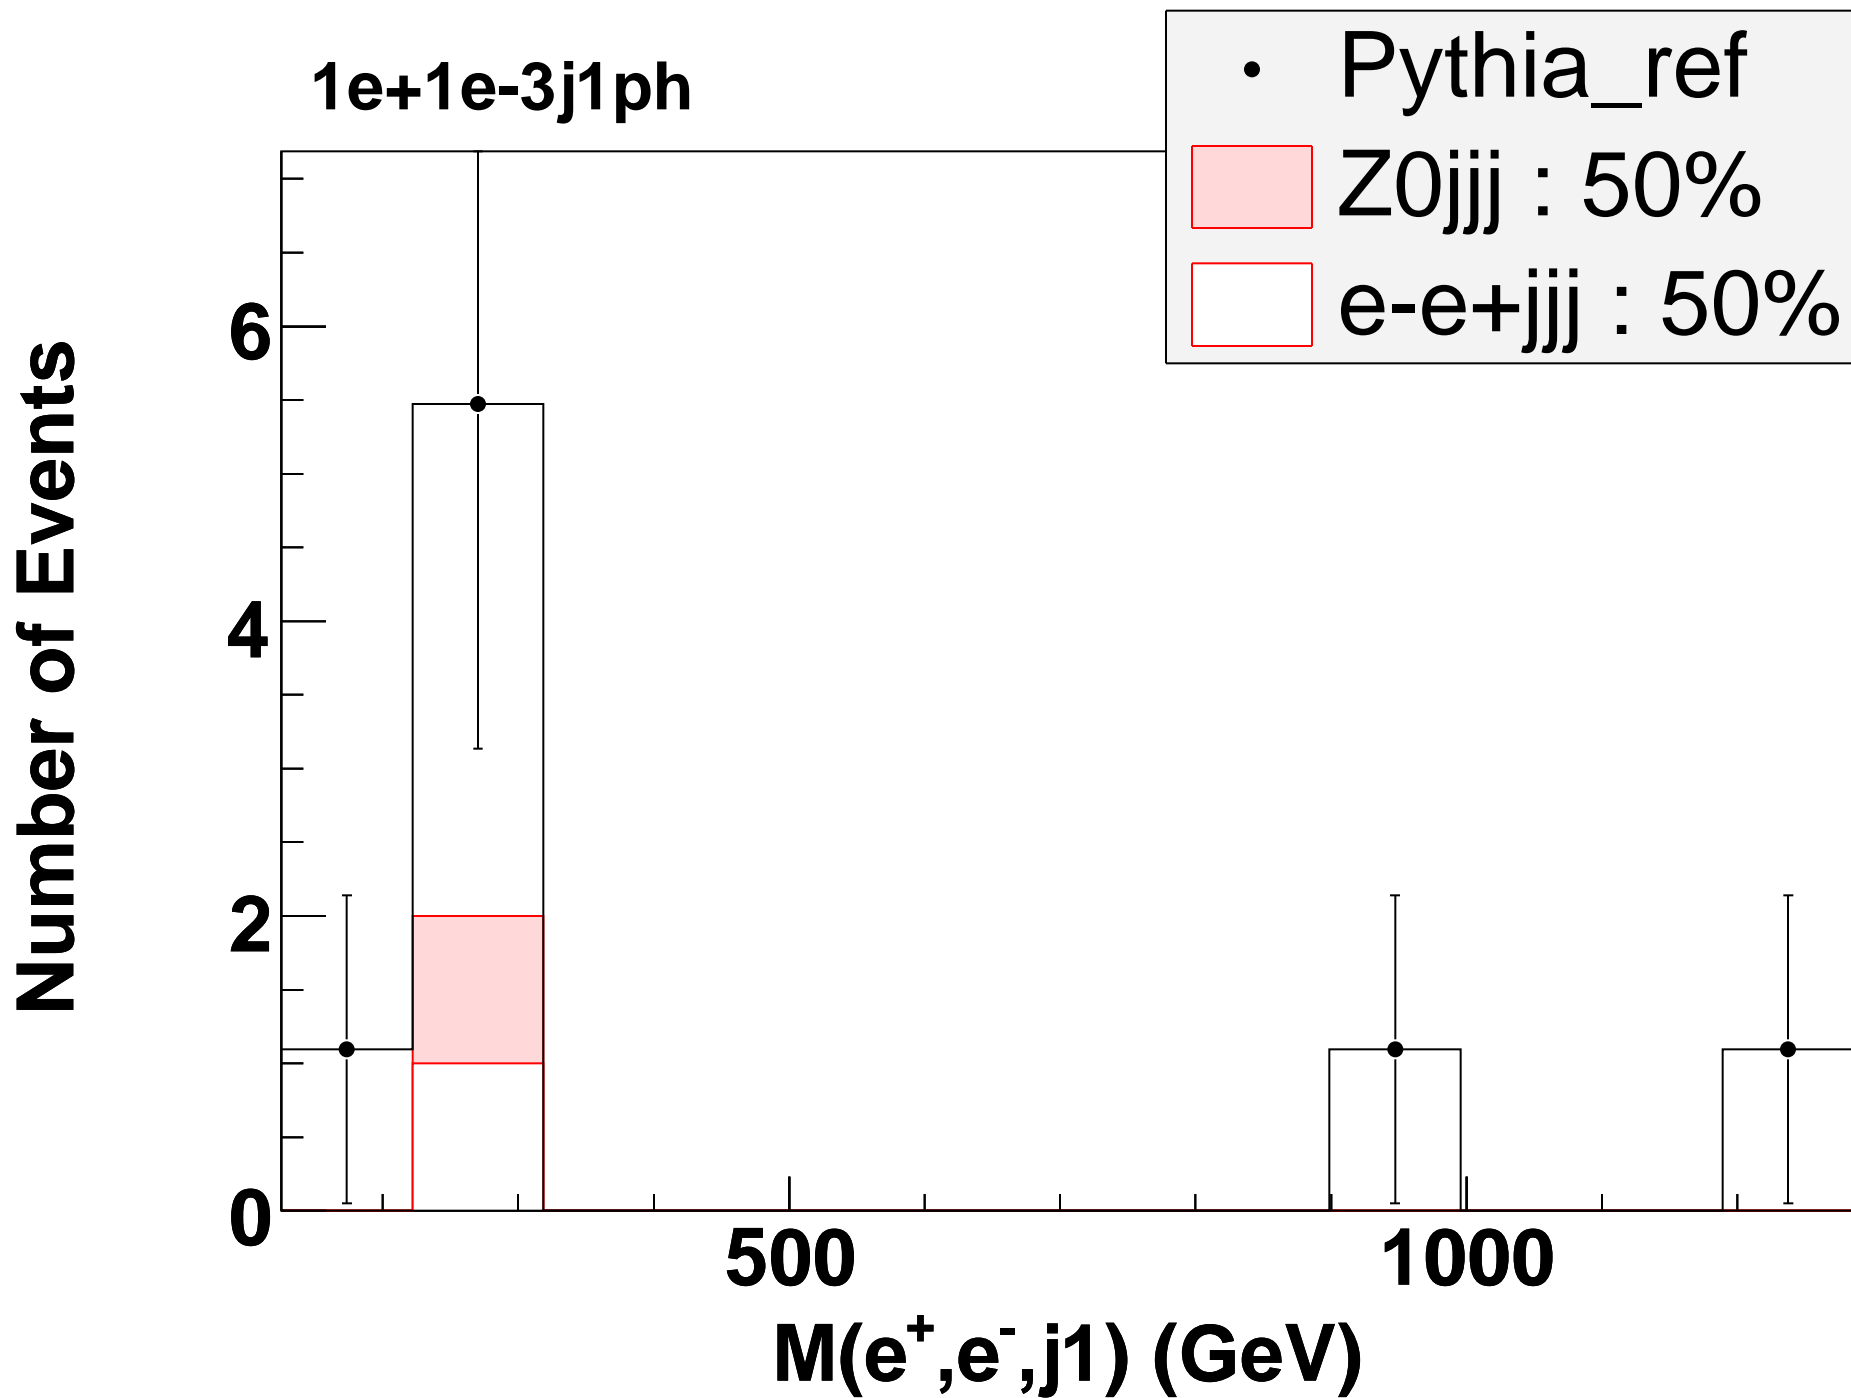 1e+1e-3j1ph
Pythia_ref
Z0jjj : 50%
e-e+jjj : 50%
Number of Events
6
4
2
0
500
1000
M(e⁺,e⁻,j1) (GeV)